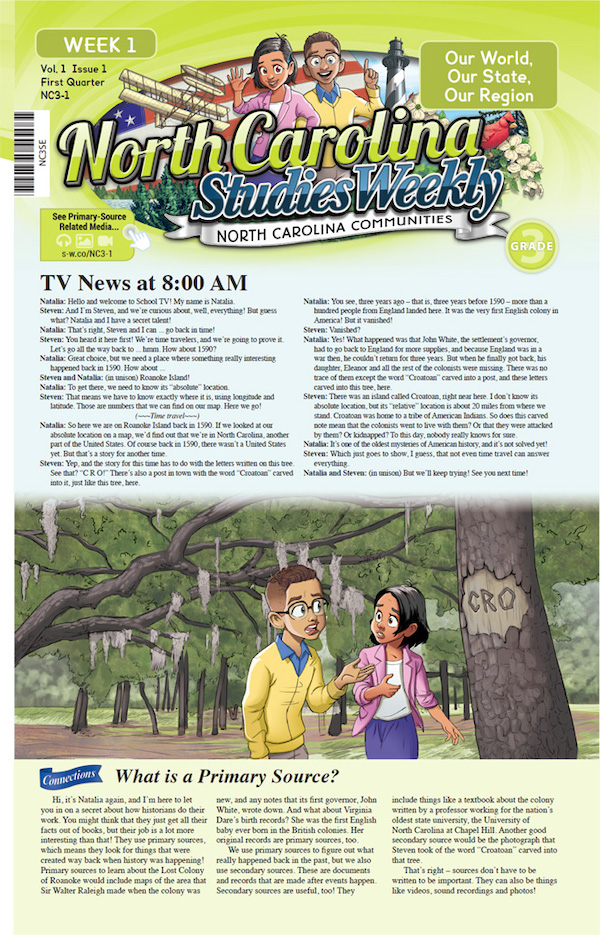 WEEK 1
Vol. 1 Issue 1
First Quarter
NC3-1
Our World,
Our State,
Our Region
NC3SE
North Carolina
Studies Weekly
NORTH CAROLINA COMMUNITIES
See Primary-Source
Related Media...
s-w.co/NC3-1
GRADE
3
TV News at 8:00 AM
Natalia: Hello and welcome to School TV! My name is Natalia.
Steven: And I'm Steven, and we're curious about, well, everything! But guess
what? Natalia and I have a secret talent!
Natalia: That's right, Steven and I can ... go back in time!
Steven: You heard it here first! We're time travelers, and we're going to prove it.
Let's go all the way back to ... hmm. How about 1590?
Natalia: Great choice, but we need a place where something really interesting
happened back in 1590. How about ...
Steven and Natalia: (in unison) Roanoke Island!
Natalia: To get there, we need to know its "absolute" location.
Steven: That means we have to know exactly where it is, using longitude and
latitude. Those are numbers that we can find on our map. Here we go!
(~~Time travel~~)
Natalia: So here we are on Roanoke Island back in 1590. If we looked at our
absolute location on a map, we'd find out that we're in North Carolina, another
part of the United States. Of course back in 1590, there wasn't a United States
yet. But that's a story for another time.
Steven: Yep, and the story for this time has to do with the letters written on this tree.
See that? "C R O!" There's also a post in town with the word "Croatoan" carved
into it, just like this tree, here.
Natalia: You see, three years ago – that is, three years before 1590 – more than a
hundred people from England landed here. It was the very first English colony in
America! But it vanished!
Steven: Vanished?
Natalia: Yes! What happened was that John White, the settlement's governor,
had to go back to England for more supplies, and because England was in a
war then, he couldn't return for three years. But when he finally got back, his
daughter, Eleanor and all the rest of the colonists were missing. There was no
trace of them except the word "Croatoan" carved into a post, and these letters
carved into this tree, here.
Steven: There was an island called Croatoan, right near here. I don't know its
absolute location, but its "relative" location is about 20 miles from where we
stand. Croatoan was home to a tribe of American Indians. So does this carved
note mean that the colonists went to live with them? Or that they were attacked
by them? Or kidnapped? To this day, nobody really knows for sure.
Natalia: It's one of the oldest mysteries of American history, and it's not solved yet!
Steven: Which just goes to show, I guess, that not even time travel can answer
everything.
Natalia and Steven: (in unison) But we'll keep trying! See you next time!
CRO
Connections
What is a Primary Source?
Hi, it's Natalia again, and I'm here to let
you in on a secret about how historians do their
work. You might think that they just get all their
facts out of books, but their job is a lot more
interesting than that! They use primary sources,
which mean they look for things that were
created way back when history was happening!
Primary sources to learn about the Lost Colony
of Roanoke would include maps of the area that
Sir Walter Raleigh made when the colony was
new, and any notes that its first governor, John
White, wrote down. And what about Virginia
Dare's birth records? She was the first English
baby ever born in the British colonies. Her
original records are primary sources, too.
We use primary sources to figure out what
really happened back in the past, but we also
use secondary sources. These are documents
and records that are made after events happen.
Secondary sources are useful, too! They
include things like a textbook about the colony
written by a professor working for the nation's
oldest state university, the University of
North Carolina at Chapel Hill. Another good
secondary source would be the photograph that
Steven took of the word "Croatoan" carved into
that tree.
That's right – sources don't have to be
written to be important. They can also be things
like videos, sound recordings and photos!